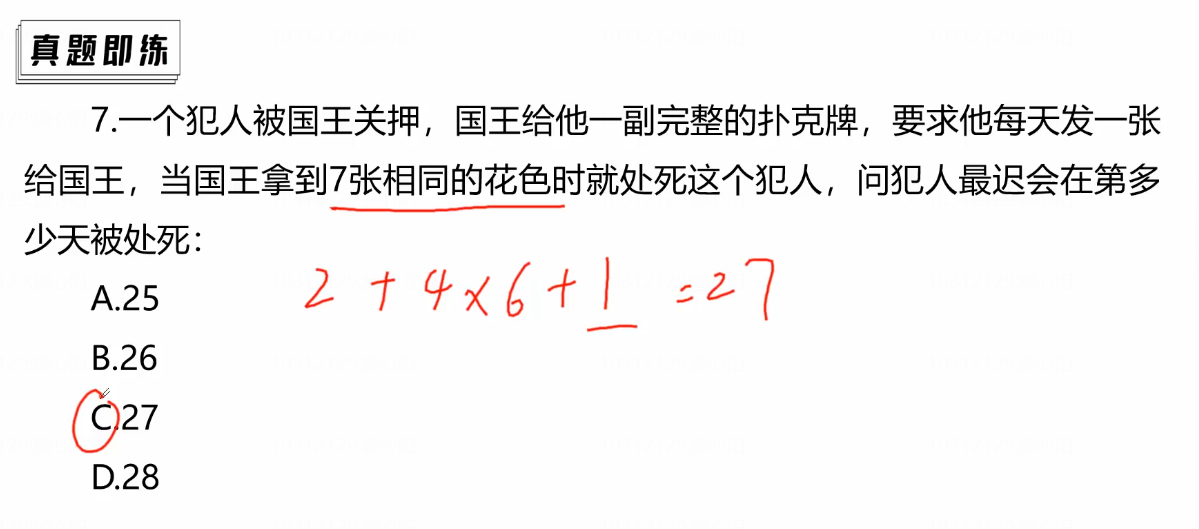 真题即练
7.一个犯人被国王关押，国王给他一副完整的扑克牌，要求他每天发一张
给国王，当国王拿到7张相同的花色时就处死这个犯人，问犯人最迟会在第多
少天被处死：
2+4×6+1=27
A.25
B.26
C.27
D.28